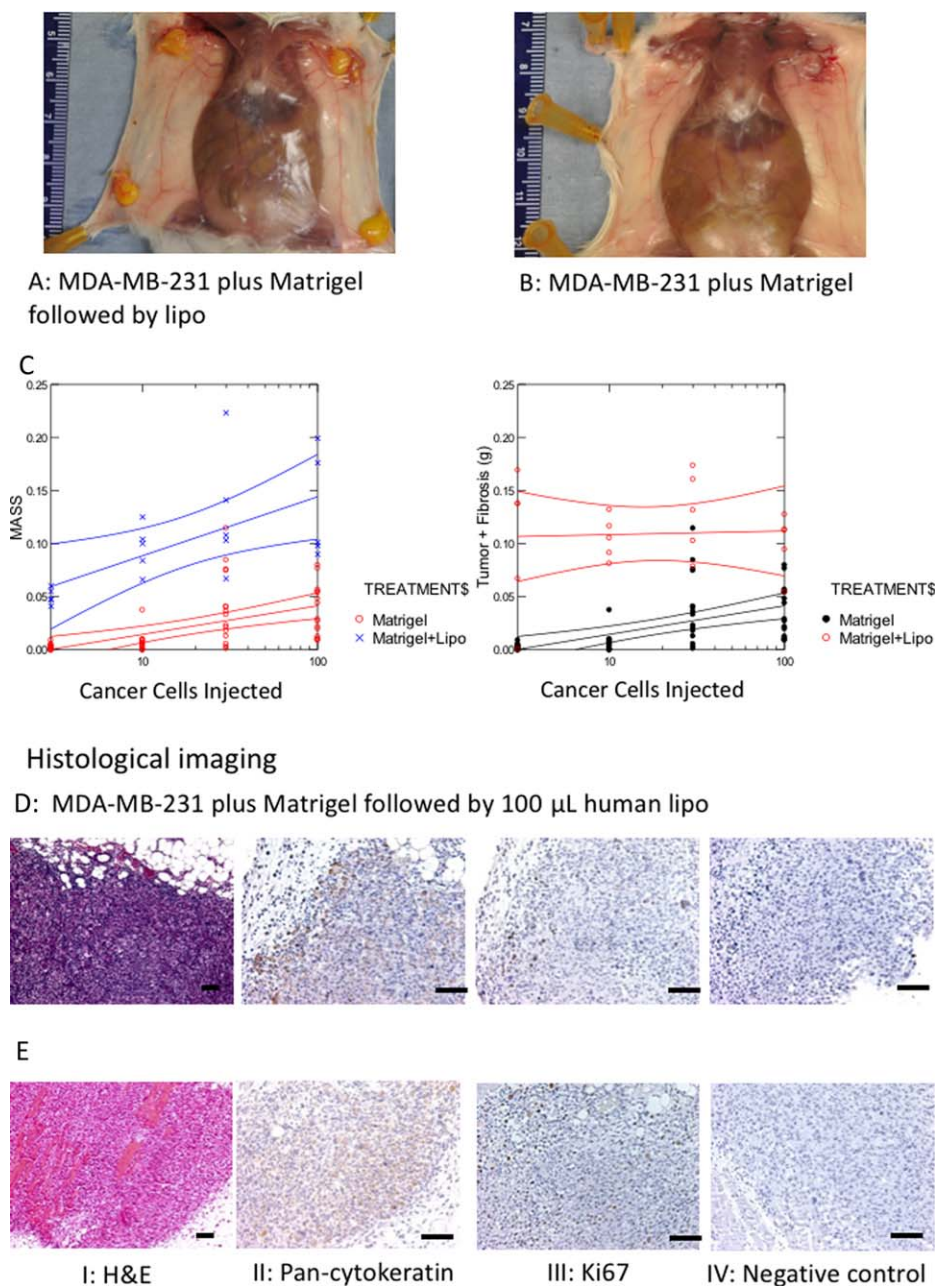 A: MDA-MB-231 plus Matrigel
followed by lipo
B: MDA-MB-231 plus Matrigel
C
0.25
0.20
0.15
0.10
0.05
0.00
MASS
10
100
Cancer Cells Injected
TREATMENT$
Matrigel
Matrigel+Lipo
0.25
0.20
0.15
0.10
0.05
0.00
Tumor + Fibrosis (g)
10
100
Cancer Cells Injected
TREATMENT$
Matrigel
Matrigel+Lipo
Histological imaging
D: MDA-MB-231 plus Matrigel followed by 100 µL human lipo
E
I: H&E
II: Pan-cytokeratin
III: Ki67
IV: Negative control